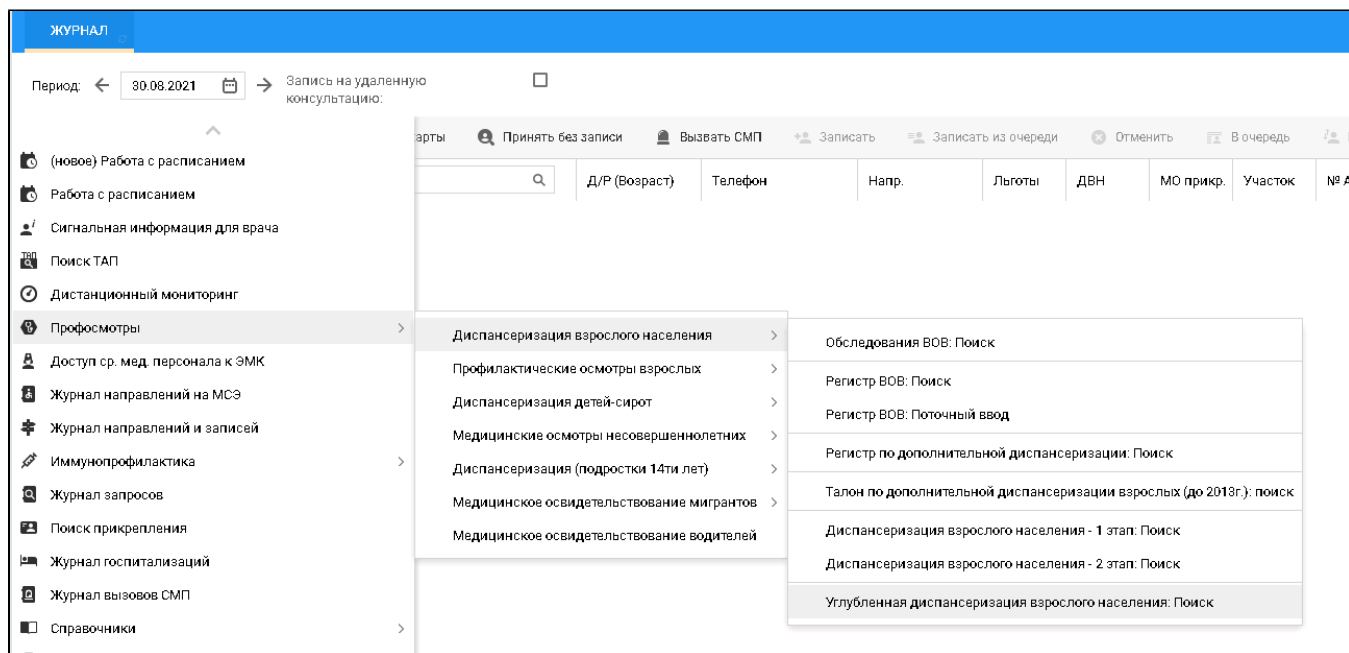 ЖУРНАЛ
Период: 30.08.2021 Запись на удаленную
консультацию:
арты Принять без записи Вызвать СМП Записать Записать из очереди Отменить В очередь
Д/Р (Возраст) Телефон Напр. Льготы ДВН МО прикр. Участок № А
(новое) Работа с расписанием
Работа с расписанием
Сигнальная информация для врача
Поиск ТАП
Дистанционный мониторинг
Профосмотры
Доступ ср. мед. персонала к ЭМК
Журнал направлений на МСЭ
Журнал направлений и записей
Иммунопрофилактика
Журнал запросов
Поиск прикрепления
Журнал госпитализаций
Журнал вызовов СМП
Справочники
Диспансеризация взрослого населения
Профилактические осмотры взрослых
Диспансеризация детей-сирот
Медицинские осмотры несовершеннолетних
Диспансеризация (подростки 14ти лет)
Медицинское освидетельствование мигрантов
Медицинское освидетельствование водителей
Обследования ВОВ: Поиск
Регистр ВОВ: Поиск
Регистр ВОВ: Поточный ввод
Регистр по дополнительной диспансеризации: Поиск
Талон по дополнительной диспансеризации взрослых (до 2013г.): поиск
Диспансеризация взрослого населения - 1 этап: Поиск
Диспансеризация взрослого населения - 2 этап: Поиск
Углубленная диспансеризация взрослого населения: Поиск